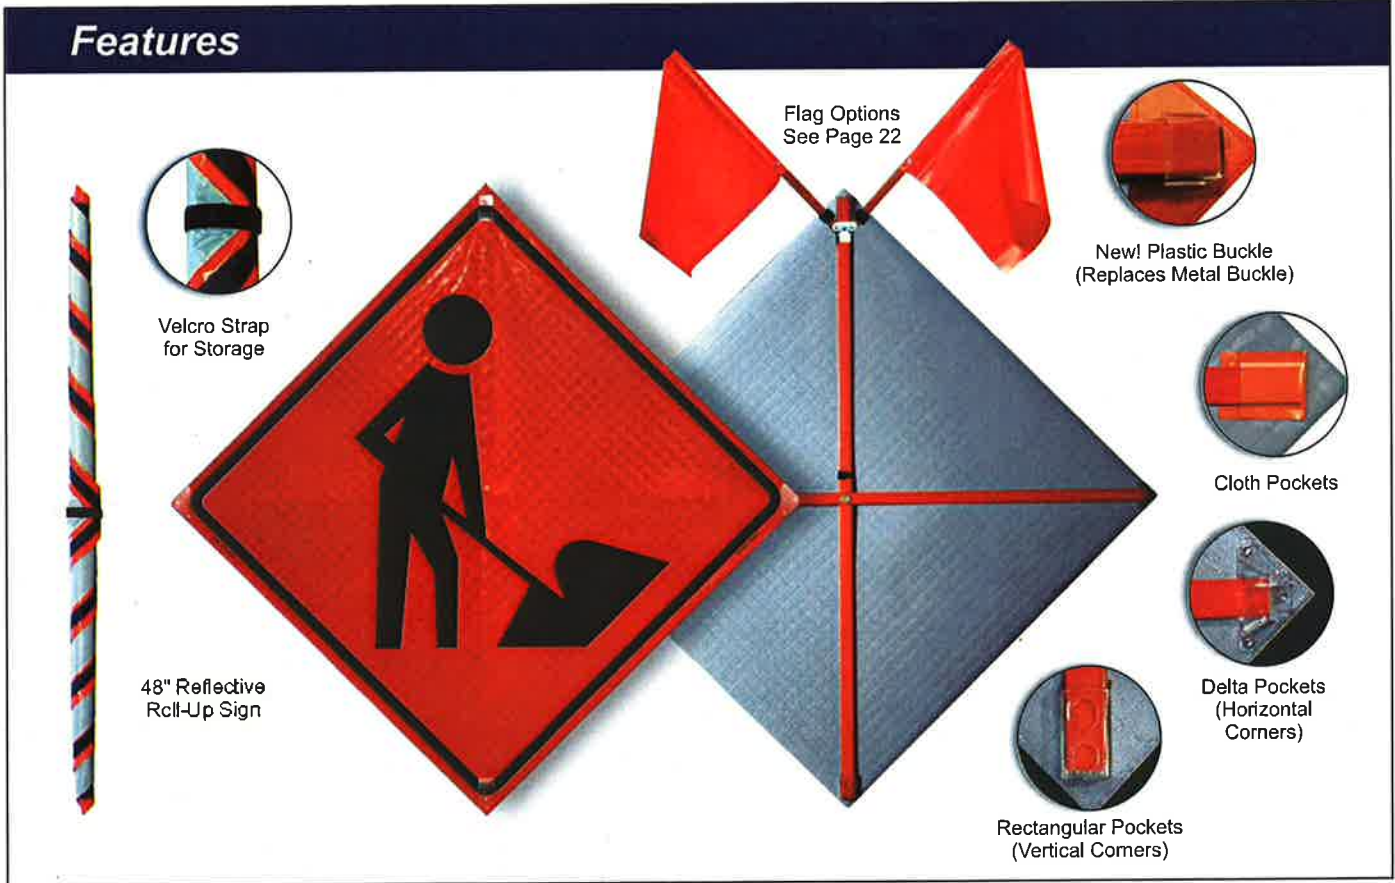 Features
Flag Options
See Page 22
New! Plastic Buckle
(Replaces Metal Buckle)
Velcro Strap
for Storage
Cloth Pockets
48" Reflective
Roll-Up Sign
Delta Pockets
(Horizontal
Corners)
Rectangular Pockets
(Vertical Corners)